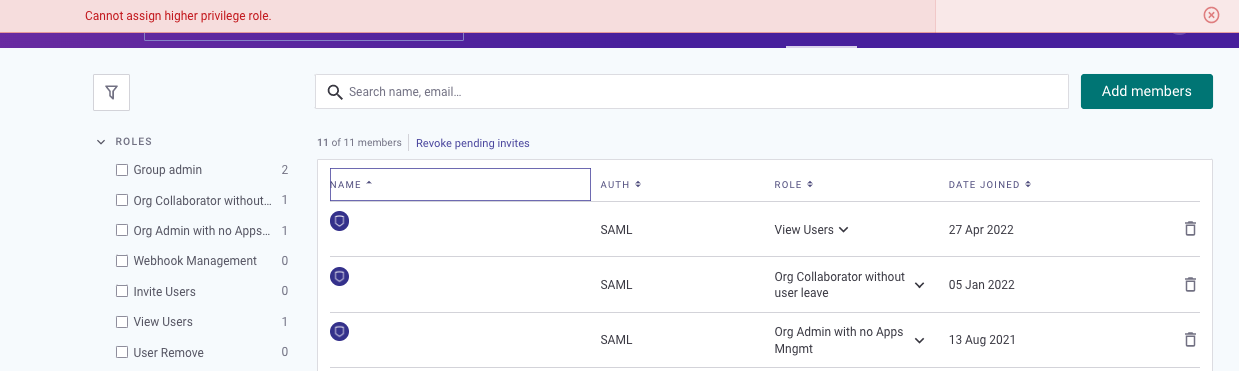 Cannot assign higher privilege role.
Search name, email...
Add members
ROLES
11 of 11 members
Revoke pending invites
Group admin 2
Org Collaborator without... 1
Org Admin with no Apps... 1
Webhook Management 0
Invite Users 0
View Users 1
User Remove 0
NAME AUTH ROLE DATE JOINED
SAML View Users 27 Apr 2022
SAML Org Collaborator without
user leave 05 Jan 2022
SAML Org Admin with no Apps
Mngmt 13 Aug 2021